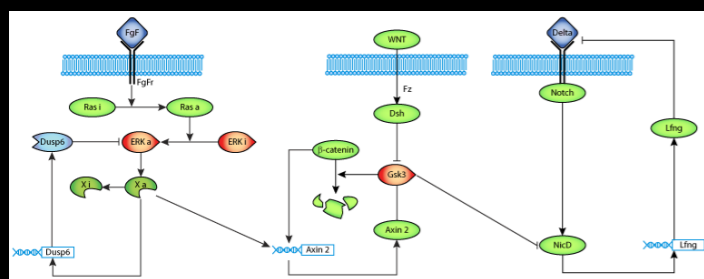 FgF
WNT
Delta
FgFr
Fz
Notch
Ras i
Ras a
Dsh
Lfng
Dusp6
ERK a
ERK i
β-catenin
Gsk3
X i
X a
Axin 2
NicD
Dusp6
Axin 2
Lfng